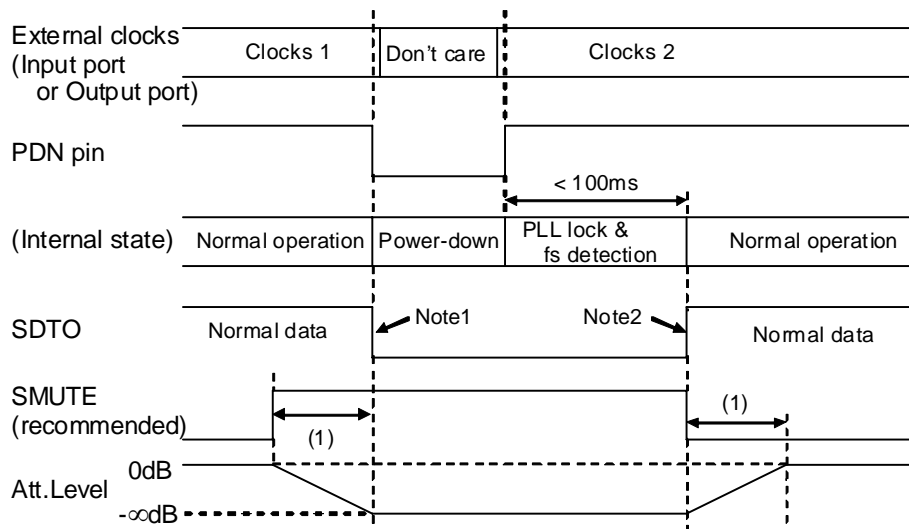 External clocks
(Input port
or Output port)
Clocks 1
Don't care
Clocks 2
PDN pin
< 100ms
(Internal state)
Normal operation
Power-down
PLL lock &
fs detection
Normal operation
SDTO
Normal data
Note1
Note2
Normal data
SMUTE
(recommended)
(1)
(1)
Att.Level
0dB
-∞dB